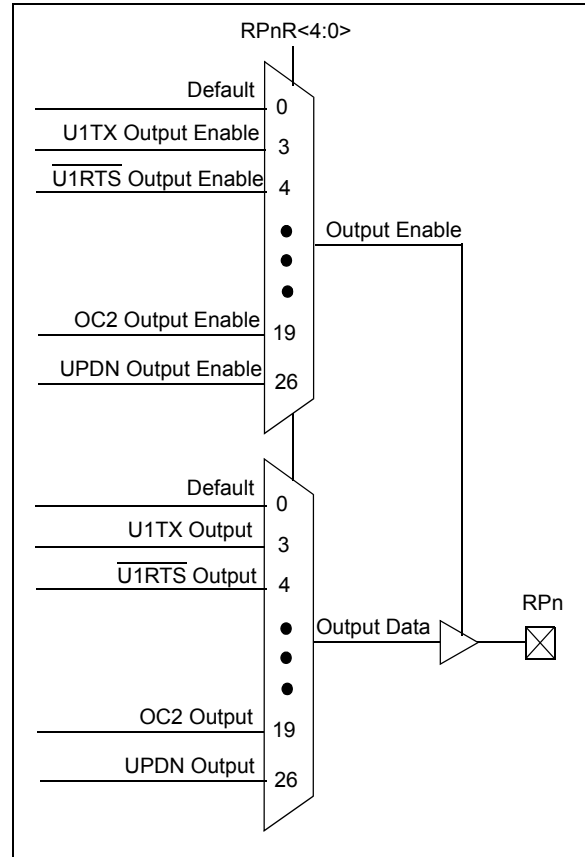 RPnR<4:0>
Default
0
U1TX Output Enable
3
U1RTS Output Enable
4
Output Enable
OC2 Output Enable
19
UPDN Output Enable
26
Default
0
U1TX Output
3
U1RTS Output
4
RPn
Output Data
OC2 Output
19
UPDN Output
26